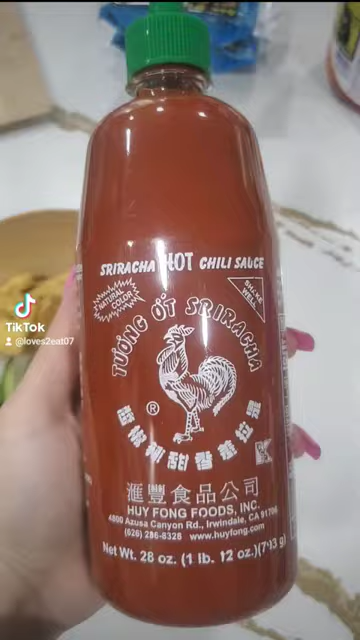 SRIRACHA HOT CHILI SAUCE
NATURAL COLOR
SHAKE WELL
TƯƠNG ỚT SRIRACHA
®
K
滙豐食品公司
HUY FONG FOODS, INC.
4800 Azusa Canyon Rd., Irwindale, CA 91706
(626) 286-8328 www.huyfong.com
Net Wt. 28 oz. (1 lb. 12 oz.)(793 g)
TikTok
@loves2eat07